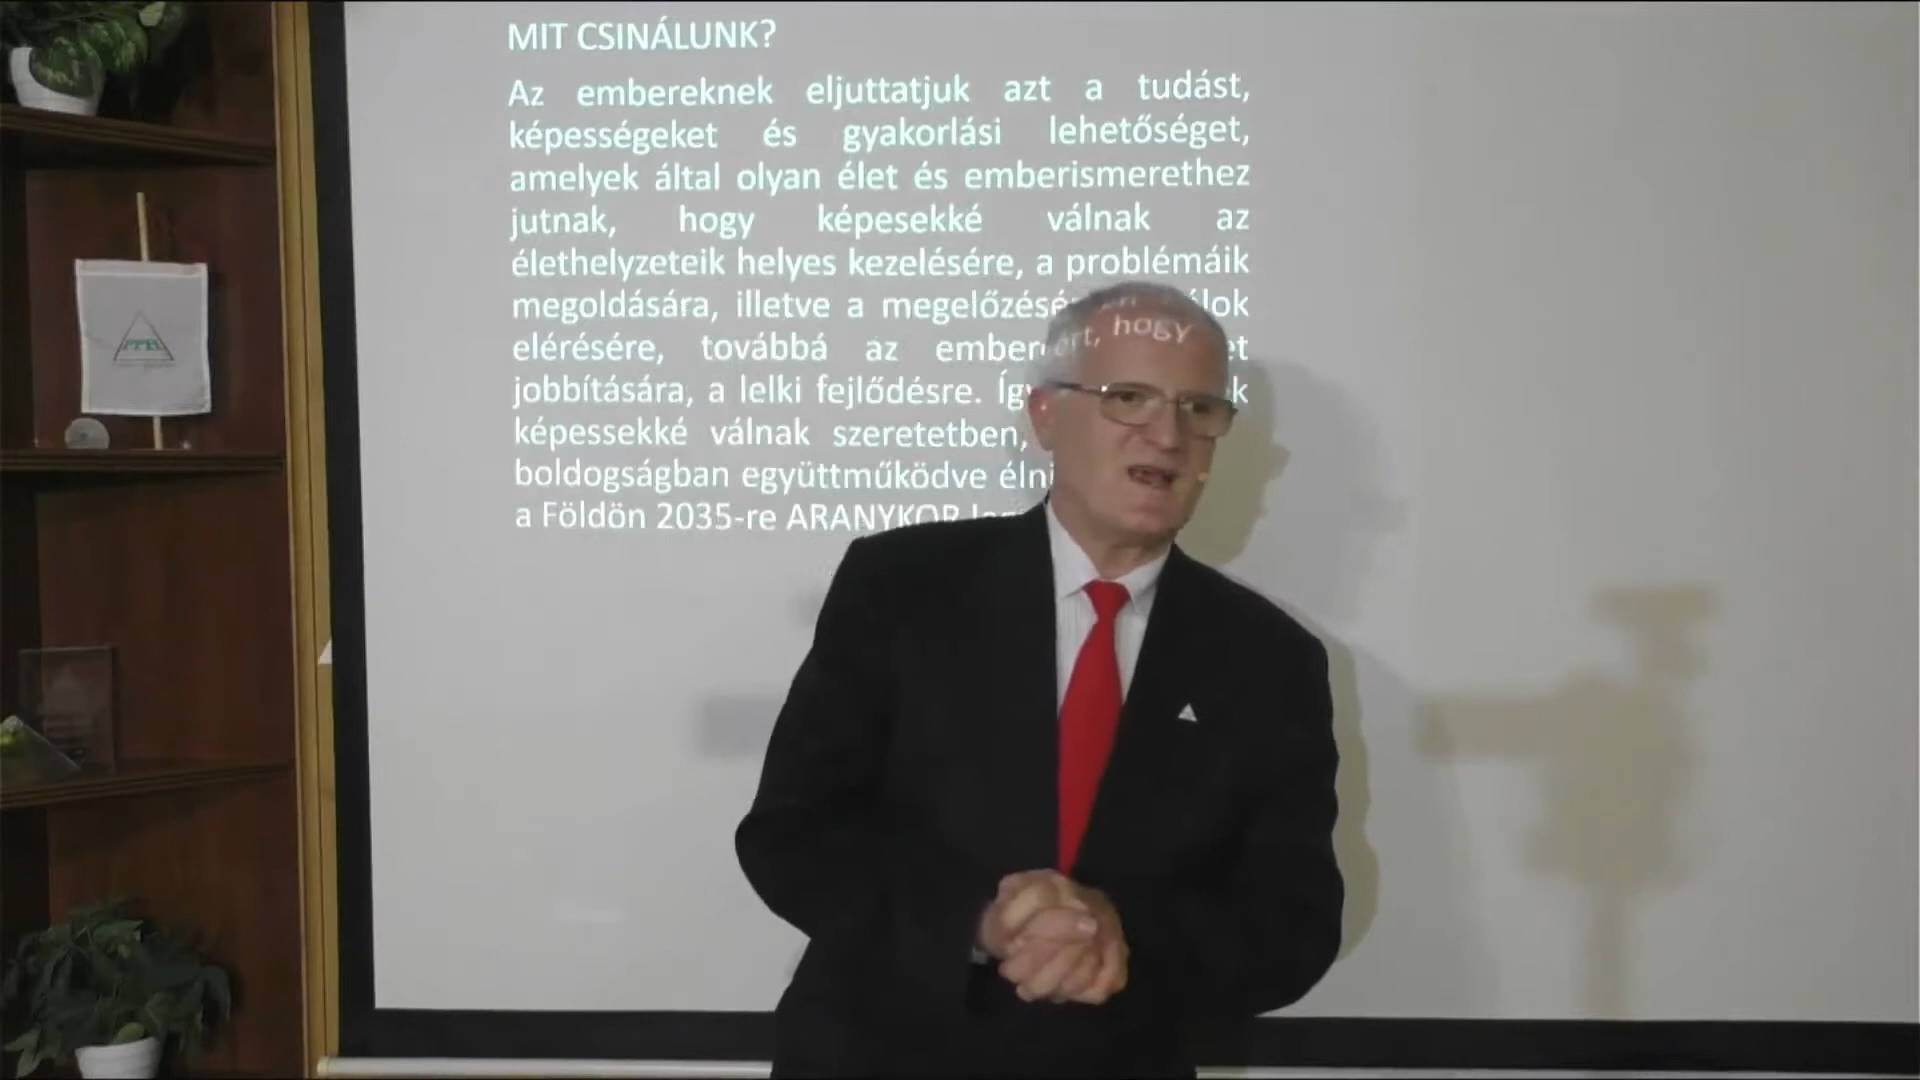 MIT CSINÁLUNK?
Az embereknek eljuttatjuk azt a tudást,
képességeket és gyakorlási lehetőséget,
amelyek által olyan élet és emberismerethez
jutnak, hogy képesekké válnak az
élethelyzeteik helyes kezelésére, a problémáik
megoldására, illetve a
elérésére, továbbá az
jobbítására, a lelki fejlődésre.
képessekké válnak szeretetben,
boldogságban együttműködve élni
a Földön 2035-re ARANYKOR
hogy